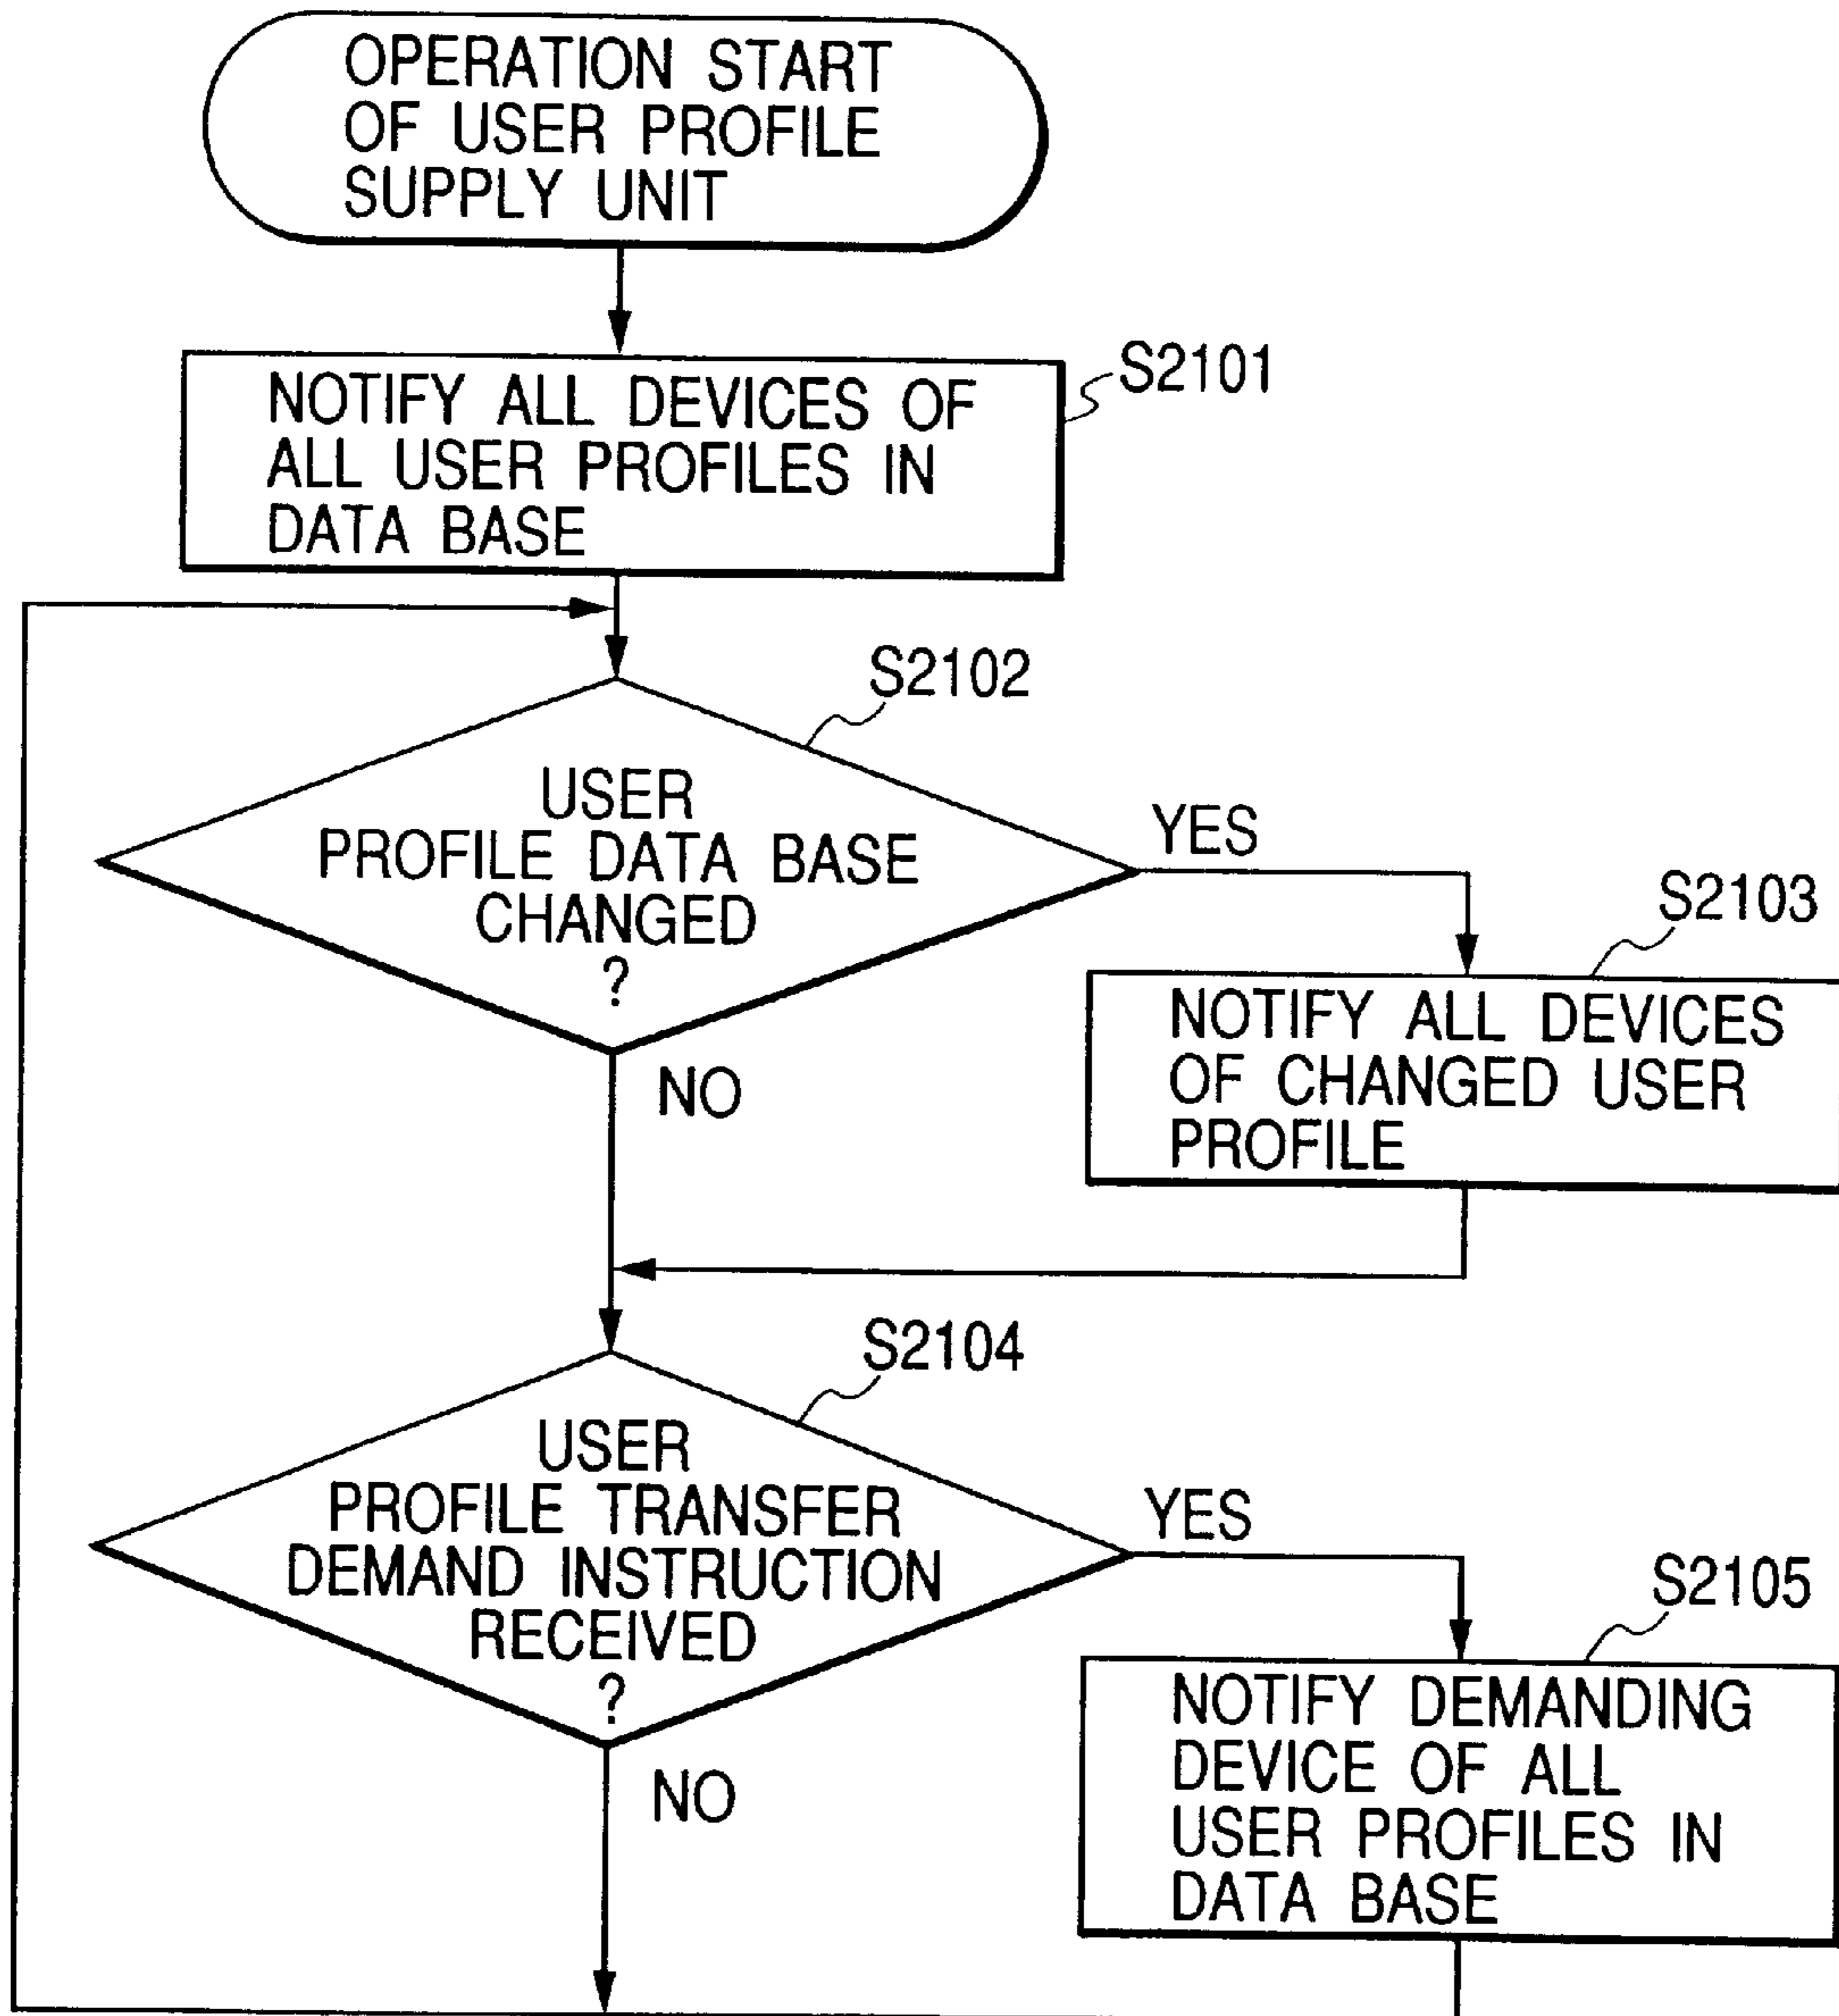 OPERATION START
OF USER PROFILE
SUPPLY UNIT
S2101
NOTIFY ALL DEVICES OF
ALL USER PROFILES IN
DATA BASE
S2102
USER
PROFILE DATA BASE
CHANGED
?
YES
NO
S2103
NOTIFY ALL DEVICES
OF CHANGED USER
PROFILE
S2104
USER
PROFILE TRANSFER
DEMAND INSTRUCTION
RECEIVED
?
YES
NO
S2105
NOTIFY DEMANDING
DEVICE OF ALL
USER PROFILES IN
DATA BASE